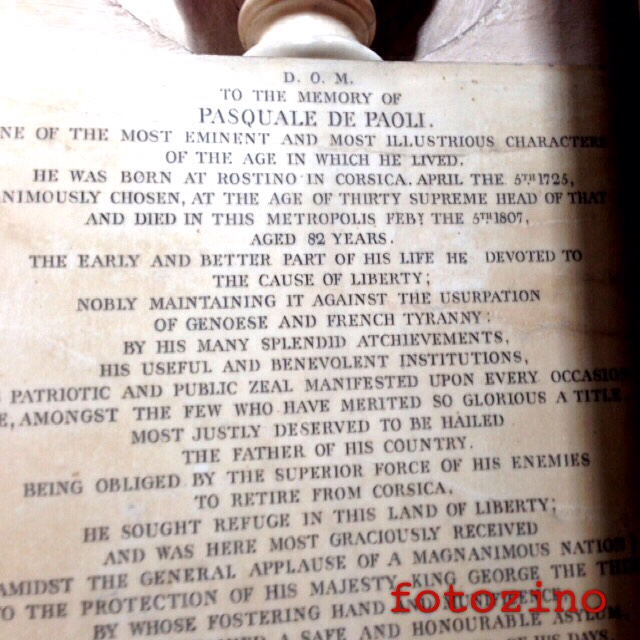 D. O. M.
TO THE MEMORY OF
PASQUALE DE PAOLI.
NE OF THE MOST EMINENT AND MOST ILLUSTRIOUS CHARACTERS
OF THE AGE IN WHICH HE LIVED.
HE WAS BORN AT ROSTINO IN CORSICA. APRIL THE 5TH 1725,
NIMOUSLY CHOSEN, AT THE AGE OF THIRTY SUPREME HEAD OF THAT
AND DIED IN THIS METROPOLIS FEBY THE 5TH 1807,
AGED 82 YEARS.
THE EARLY AND BETTER PART OF HIS LIFE HE DEVOTED TO
THE CAUSE OF LIBERTY;
NOBLY MAINTAINING IT AGAINST THE USURPATION
OF GENOESE AND FRENCH TYRANNY:
BY HIS MANY SPLENDID ATCHIEVEMENTS,
HIS USEFUL AND BENEVOLENT INSTITUTIONS,
PATRIOTIC AND PUBLIC ZEAL MANIFESTED UPON EVERY OCCASION
E, AMONGST THE FEW WHO HAVE MERITED SO GLORIOUS A TITLE
MOST JUSTLY DESERVED TO BE HAILED
THE FATHER OF HIS COUNTRY.
BEING OBLIGED BY THE SUPERIOR FORCE OF HIS ENEMIES
TO RETIRE FROM CORSICA,
HE SOUGHT REFUGE IN THIS LAND OF LIBERTY;
AND WAS HERE MOST GRACIOUSLY RECEIVED
AMIDST THE GENERAL APPLAUSE OF A MAGNANIMOUS NATION
O THE PROTECTION OF HIS MAJESTY KING GEORGE THE
BY WHOSE FOSTERING HAND AND
A SAFE AND HONOURABLE ASYLUM
HIS DAYS
fotozino